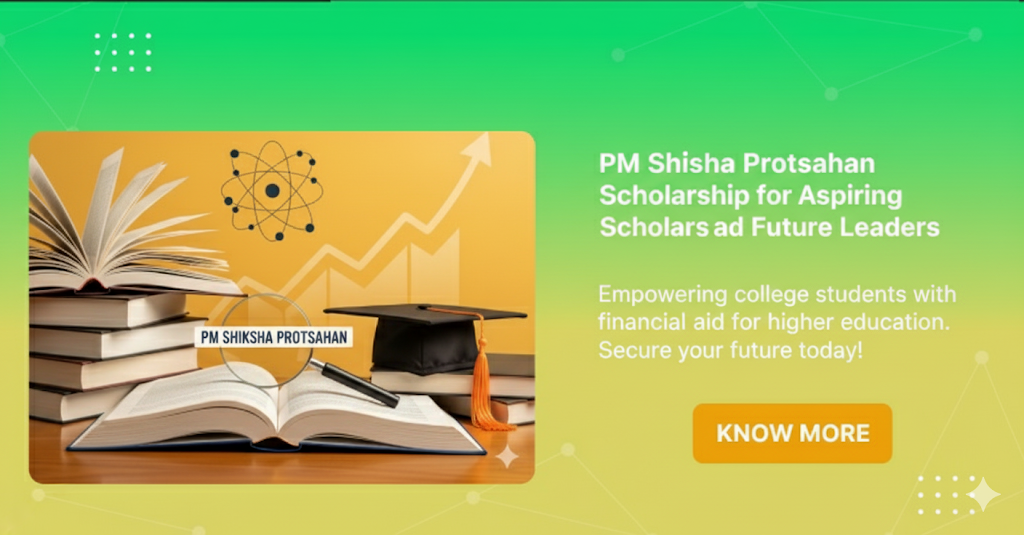 PM SHIKSHA PROTSAHAN
PM Shisha Protsahan
Scholarship for Aspiring
Scholars ad Future Leaders
Empowering college students with
financial aid for higher education.
Secure your future today!
KNOW MORE